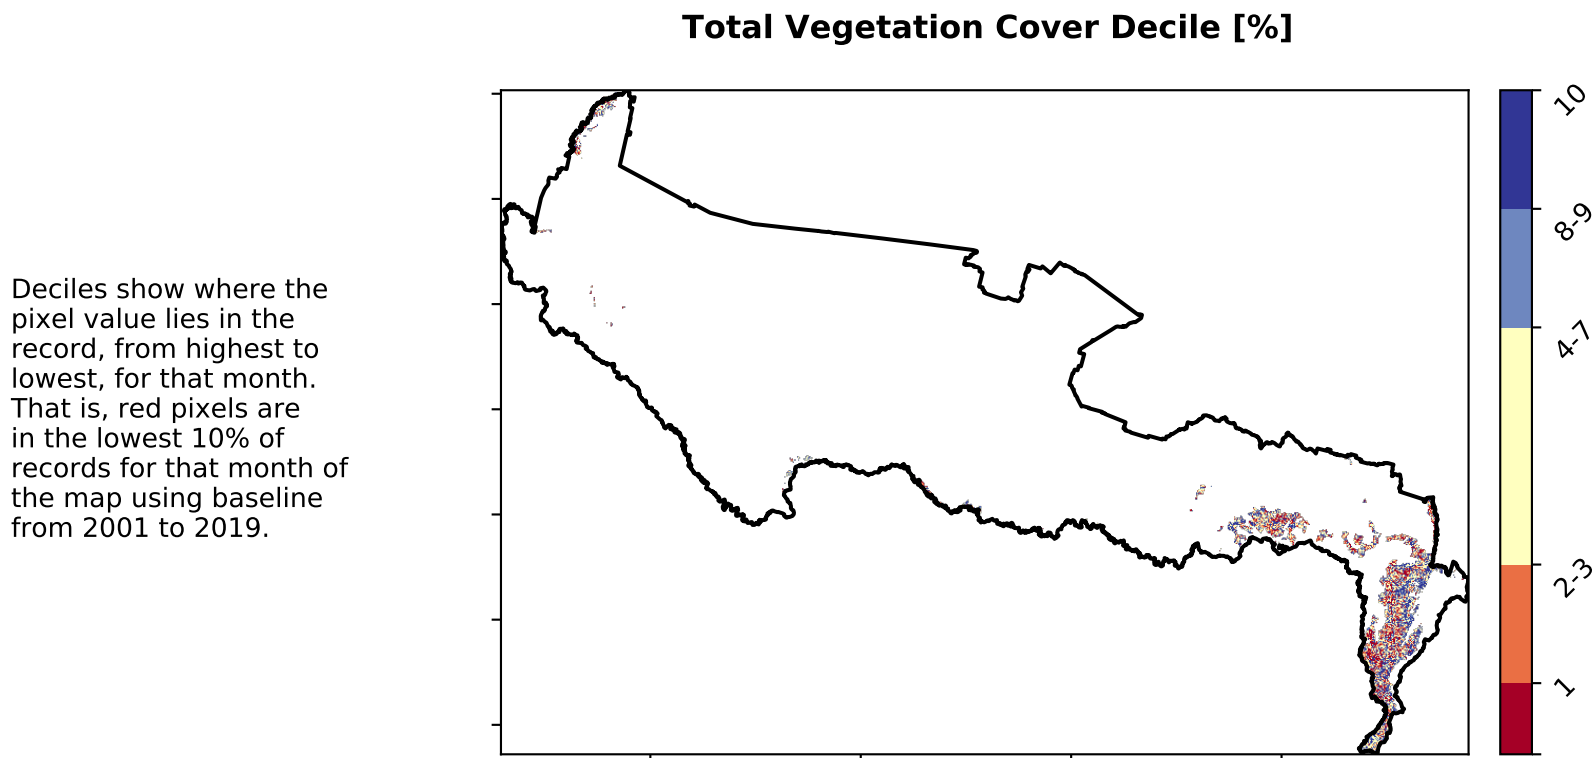 Total Vegetation Cover Decile [%]
Deciles show where the
pixel value lies in the
record, from highest to
lowest, for that month.
That is, red pixels are
in the lowest 10% of
records for that month of
the map using baseline
from 2001 to 2019.
10
8-9
4-7
2-3
1